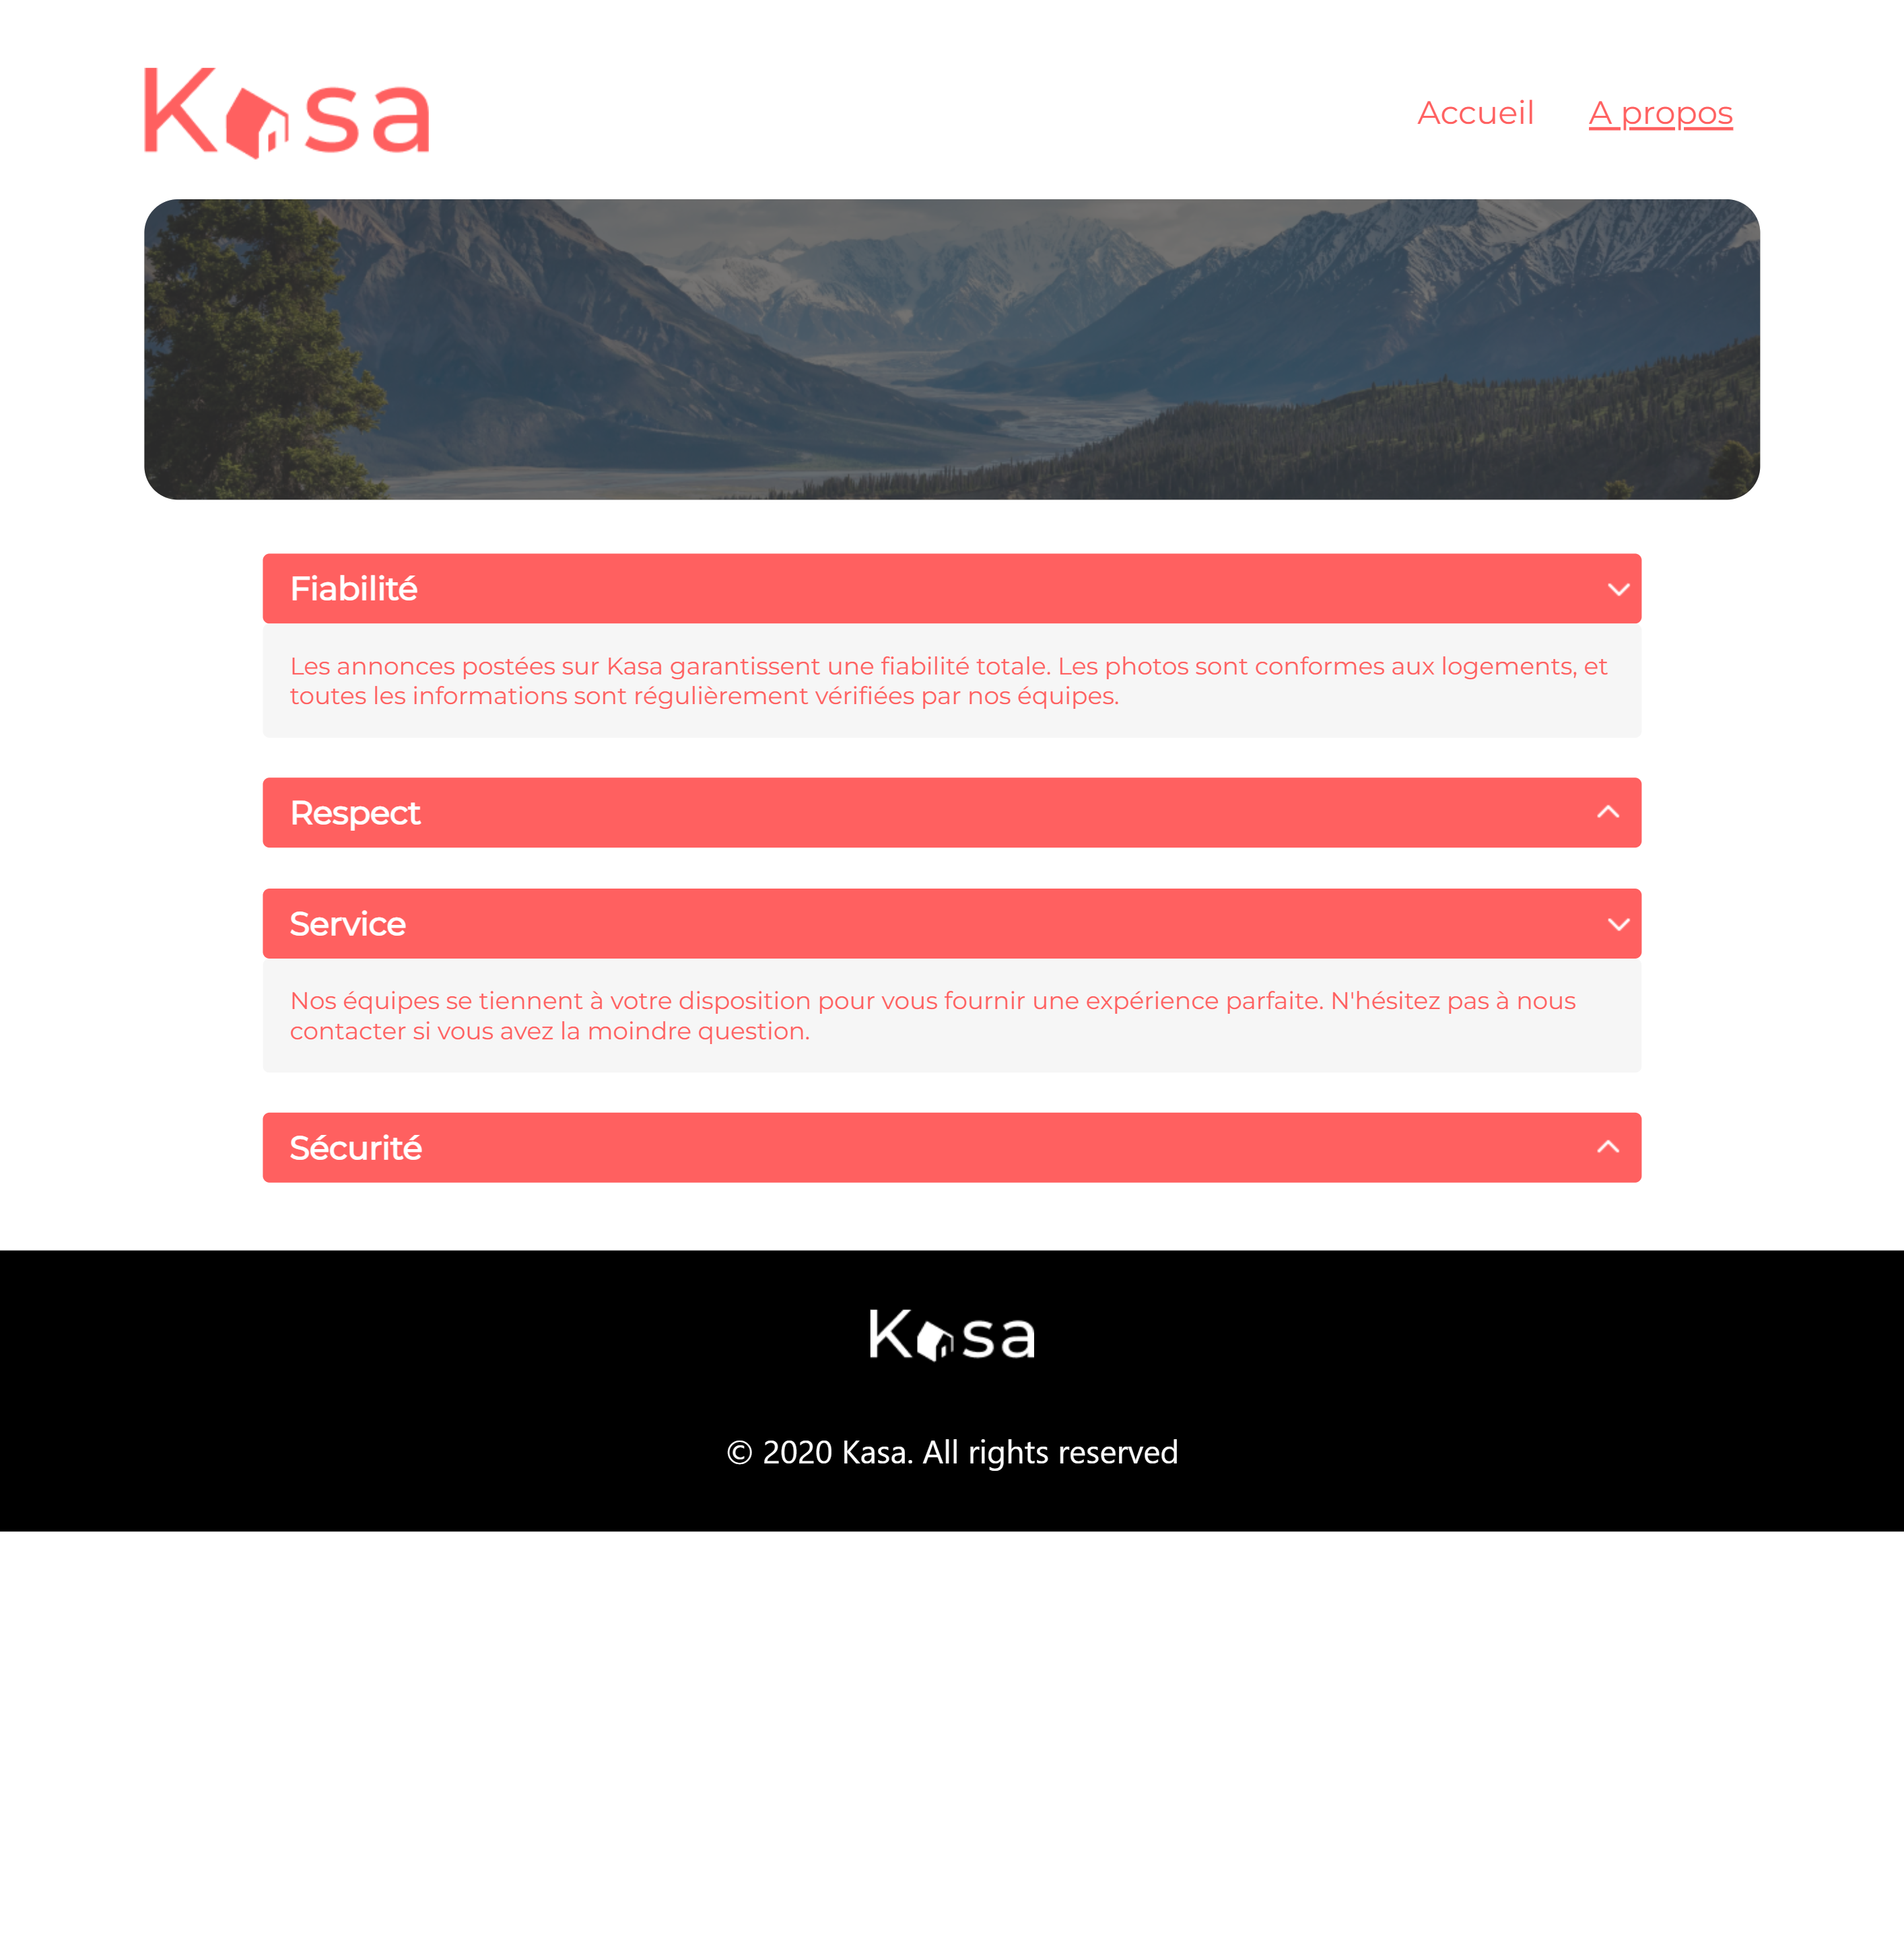 Kasa
Accueil
A propos
Fiabilité
Les annonces postées sur Kasa garantissent une fiabilité totale. Les photos sont conformes aux logements, et
toutes les informations sont régulièrement vérifiées par nos équipes.
Respect
Service
Nos équipes se tiennent à votre disposition pour vous fournir une expérience parfaite. N'hésitez pas à nous
contacter si vous avez la moindre question.
Sécurité
Kasa
© 2020 Kasa. All rights reserved